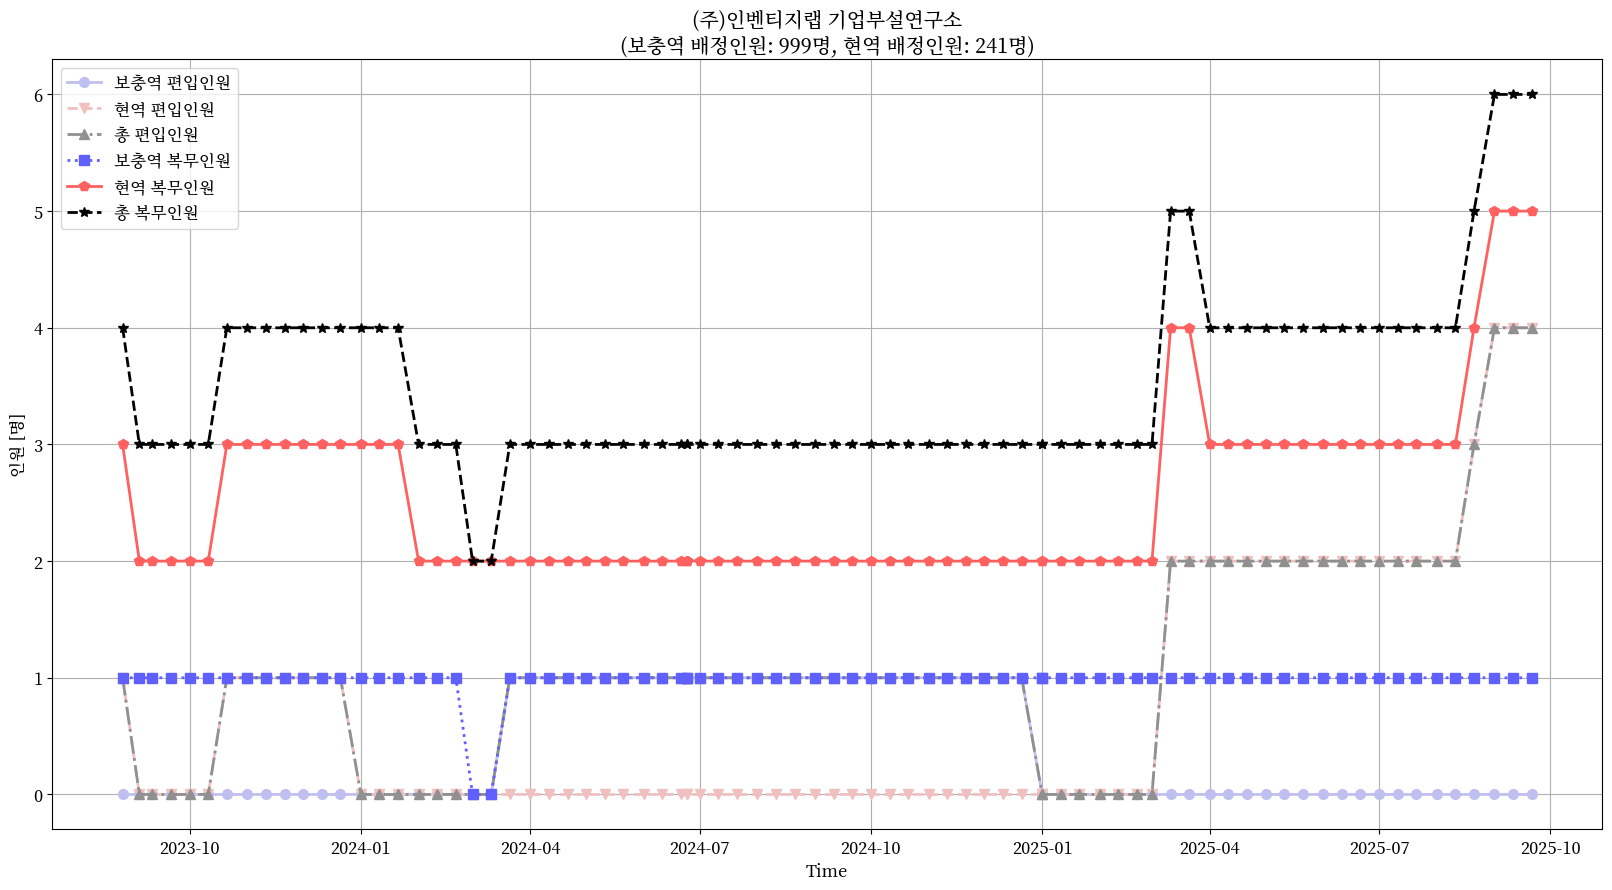 (주)인벤티지랩 기업부설연구소
(보충역 배정인원: 999명, 현역 배정인원: 241명)
보충역 편입인원
현역 편입인원
총 편입인원
보충역 복무인원
현역 복무인원
총 복무인원
인원 [명]
6
5
4
3
2
1
0
2023-10
2024-01
2024-04
2024-07
2024-10
2025-01
2025-04
2025-07
2025-10
Time